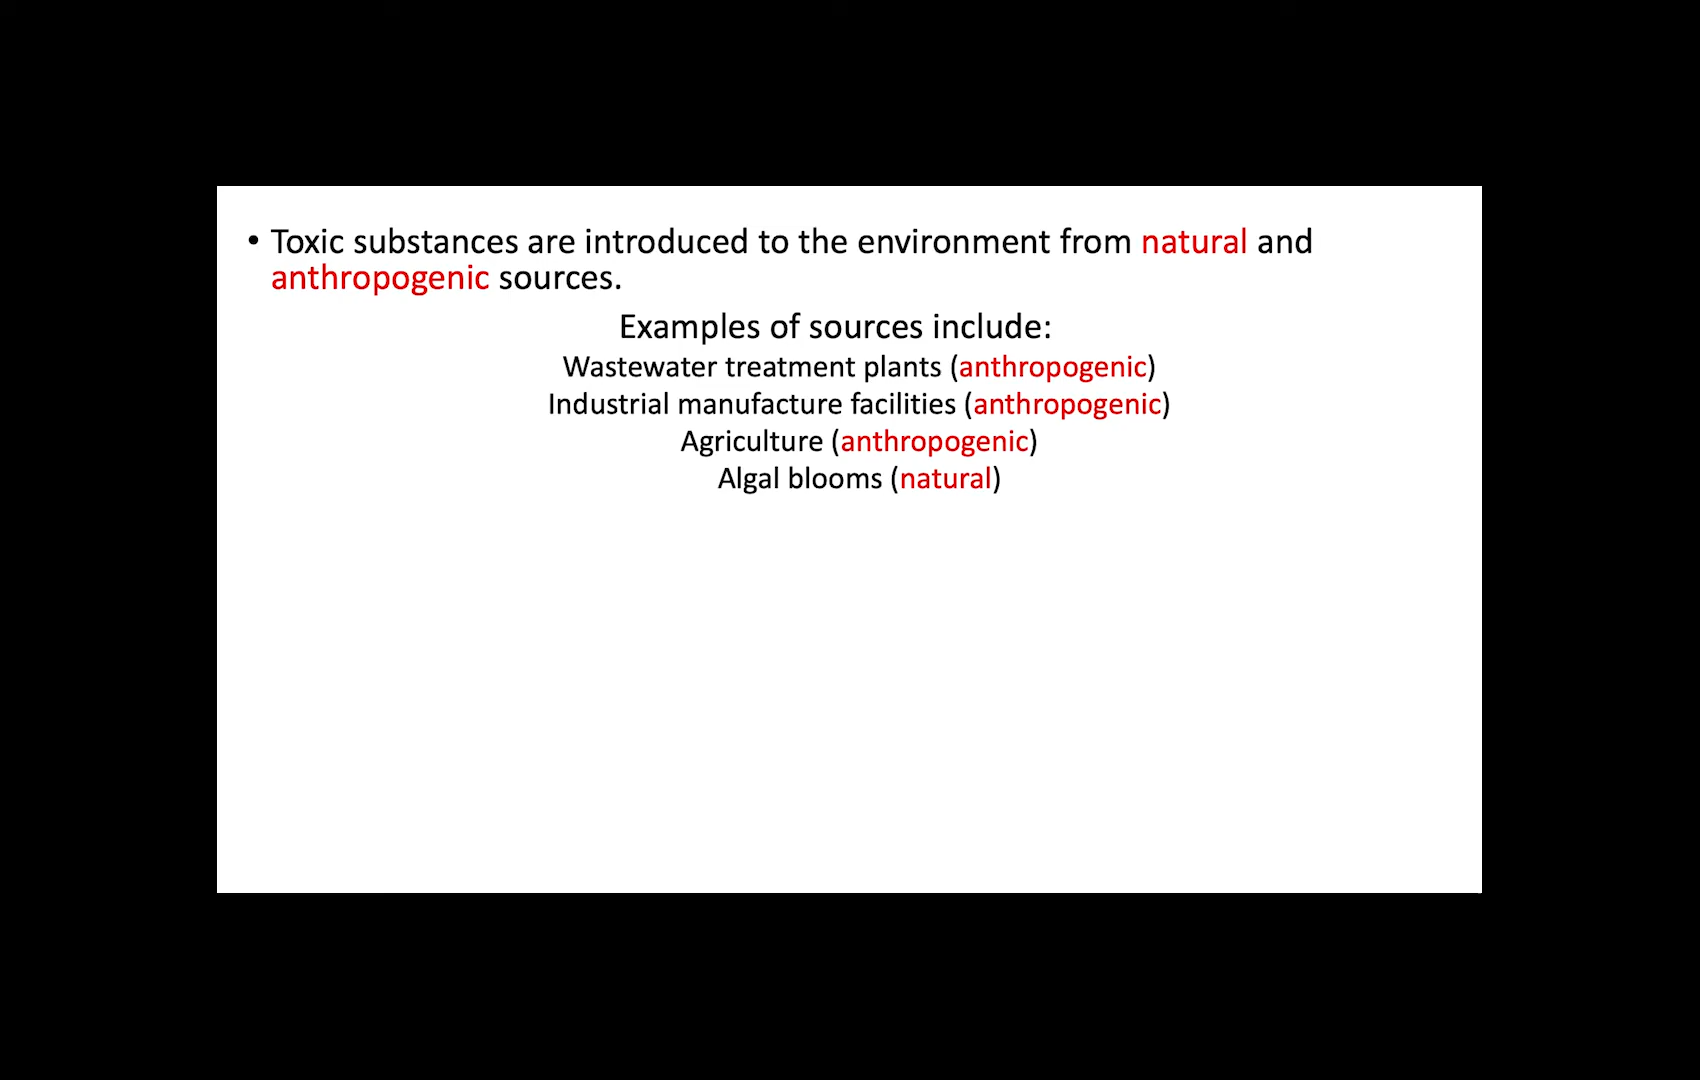 • Toxic substances are introduced to the environment from natural and
anthropogenic sources.
Examples of sources include:
Wastewater treatment plants (anthropogenic)
Industrial manufacture facilities (anthropogenic)
Agriculture (anthropogenic)
Algal blooms (natural)